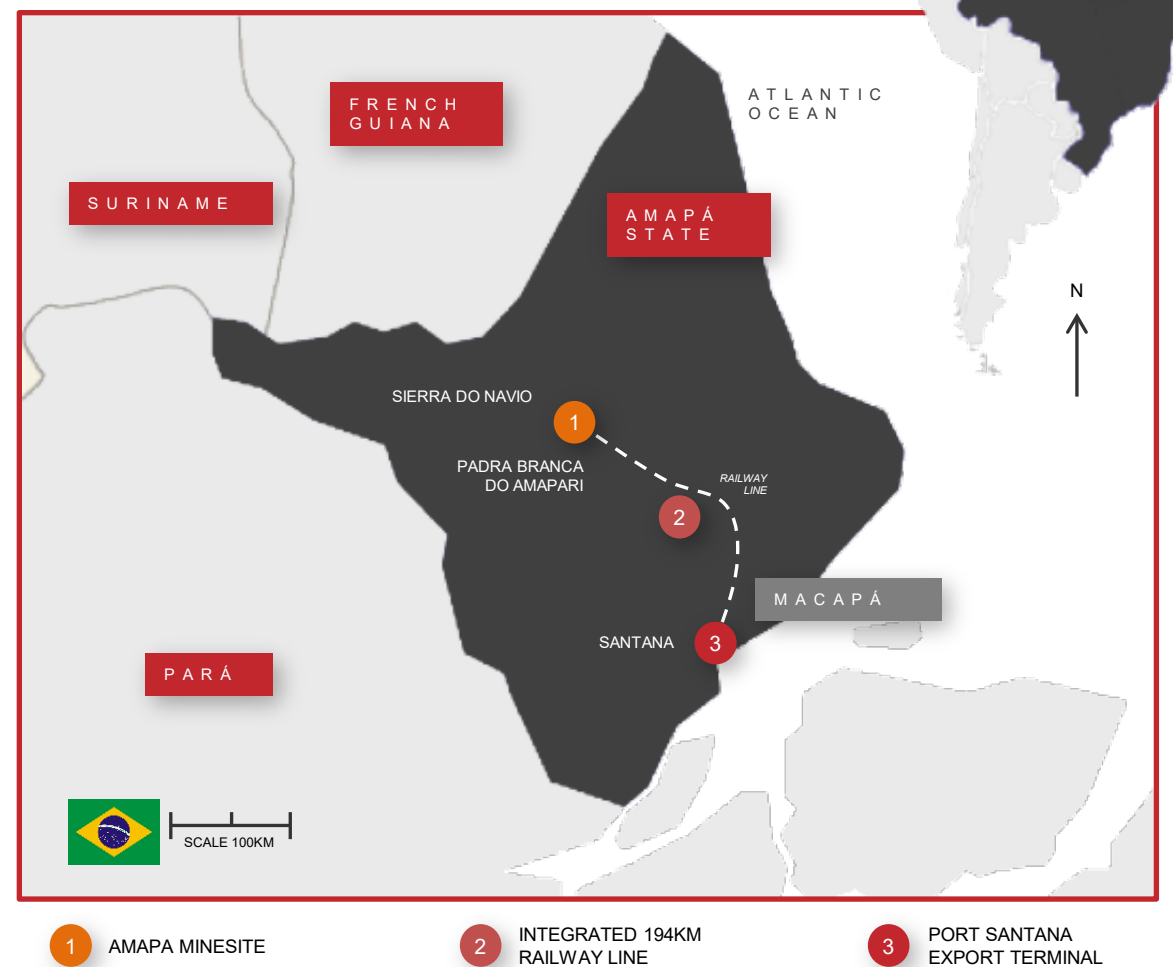 FRENCH
GUIANA
ATLANTIC
OCEAN
SURINAME
AMAPÁ
STATE
N
SIERRA DO NAVIO
1
PADRA BRANCA
DO AMAPARI
RAILWAY
LINE
2
MACAPÁ
SANTANA
3
PARÁ
SCALE 100KM
1 AMAPA MINESITE
2 INTEGRATED 194KM
RAILWAY LINE
3 PORT SANTANA
EXPORT TERMINAL